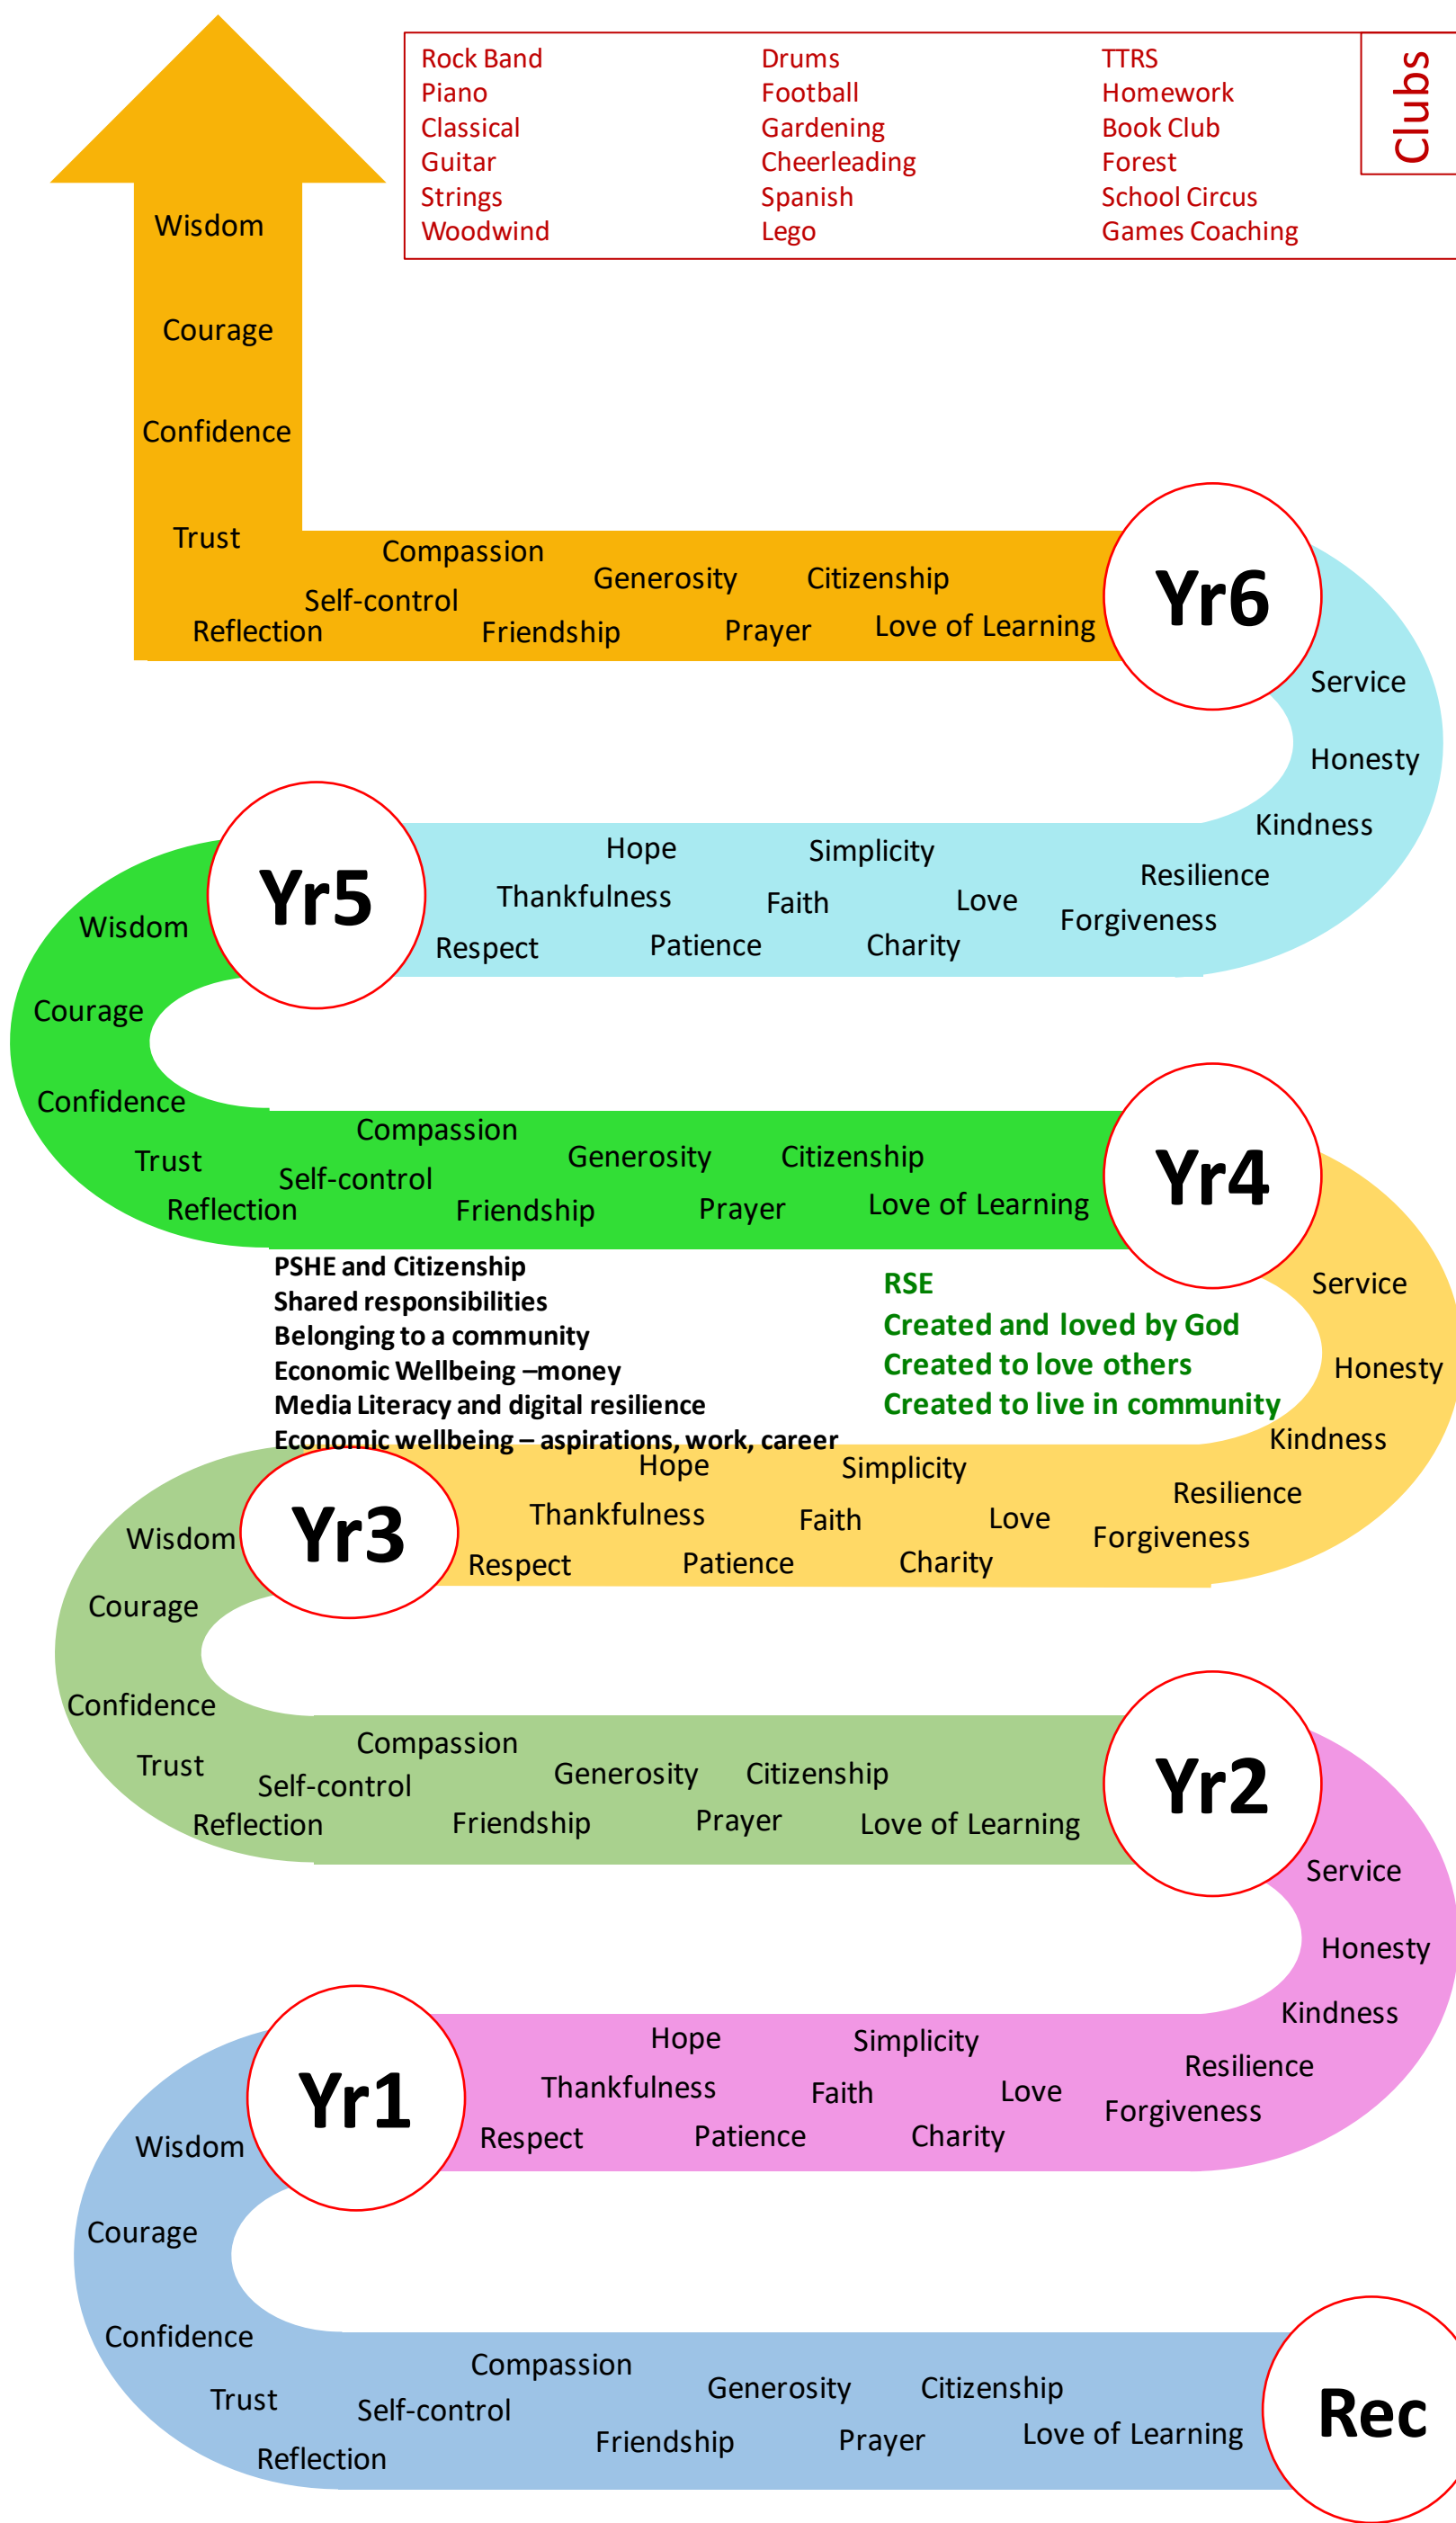 Rock Band
Piano
Classical
Guitar
Strings
Woodwind
Drums
Football
Gardening
Cheerleading
Spanish
Lego
TTRS
Homework
Book Club
Forest
School Circus
Games Coaching
Clubs
Wisdom
Courage
Confidence
Trust
Compassion
Generosity
Citizenship
Self-control
Reflection
Friendship
Prayer
Love of Learning
Yr6
Service
Honesty
Kindness
Resilience
Forgiveness
Yr5
Hope
Simplicity
Thankfulness
Faith
Love
Respect
Patience
Charity
Wisdom
Courage
Confidence
Trust
Reflection
Compassion
Self-control
Generosity
Citizenship
Friendship
Prayer
Love of Learning
Yr4
PSHE and Citizenship
Shared responsibilities
Belonging to a community
Economic Wellbeing –money
Media Literacy and digital resilience
Economic wellbeing – aspirations, work, career
RSE
Created and loved by God
Created to love others
Created to live in community
Service
Honesty
Kindness
Resilience
Forgiveness
Yr3
Hope
Simplicity
Thankfulness
Faith
Love
Respect
Patience
Charity
Wisdom
Courage
Confidence
Trust
Reflection
Compassion
Self-control
Generosity
Citizenship
Friendship
Prayer
Love of Learning
Yr2
Service
Honesty
Kindness
Resilience
Forgiveness
Yr1
Hope
Simplicity
Thankfulness
Faith
Love
Respect
Patience
Charity
Wisdom
Courage
Confidence
Trust
Reflection
Compassion
Self-control
Generosity
Citizenship
Friendship
Prayer
Love of Learning
Rec